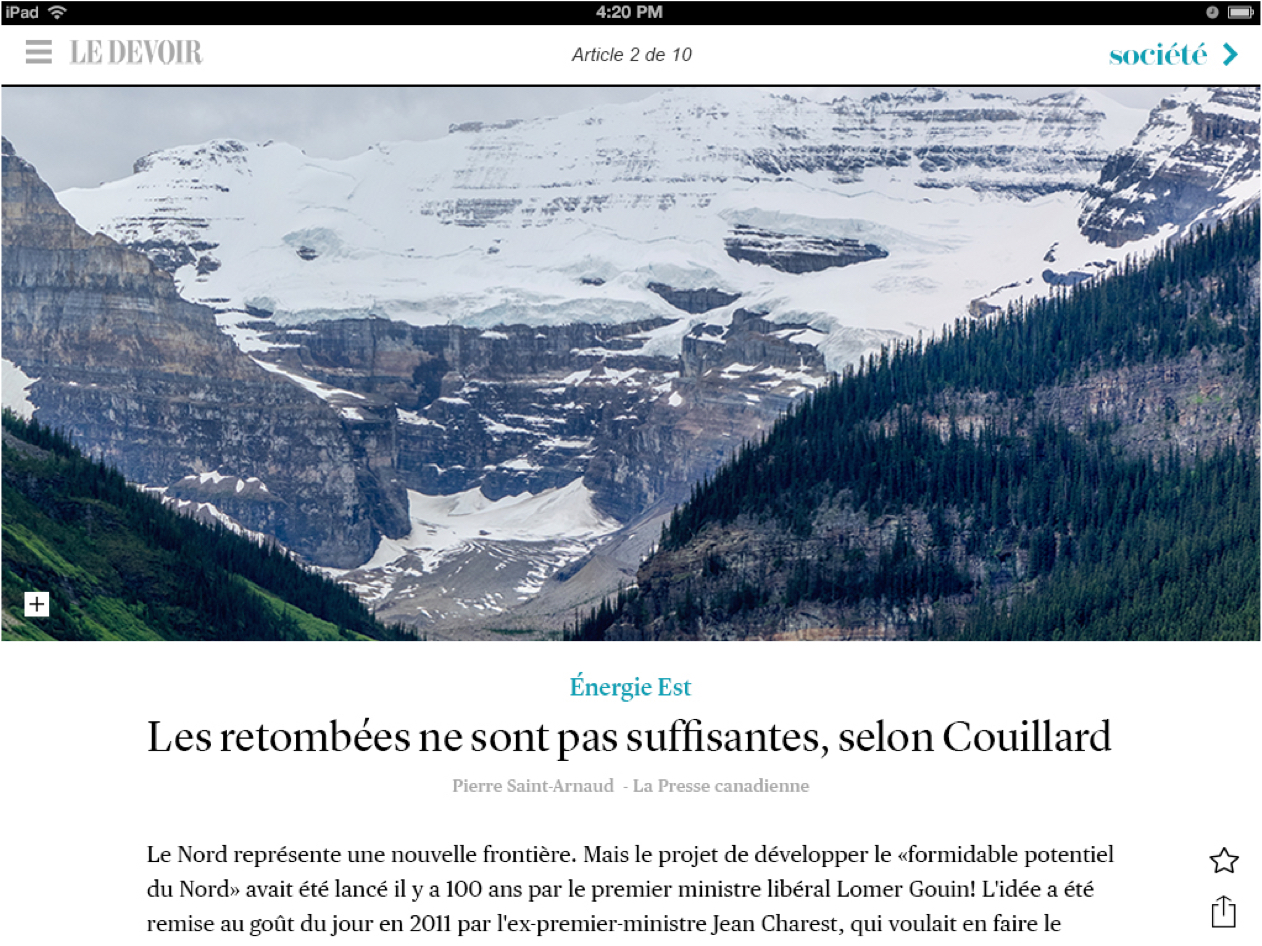 iPad
4:20 PM
LE DEVOIR
Article 2 de 10
société
Énergie Est
Les retombées ne sont pas suffisantes, selon Couillard
Pierre Saint-Arnaud - La Presse canadienne
Le Nord représente une nouvelle frontière. Mais le projet de développer le «formidable potentiel
du Nord» avait été lancé il y a 100 ans par le premier ministre libéral Lomer Gouin! L'idée a été
remise au goût du jour en 2011 par l'ex-premier-ministre Jean Charest, qui voulait en faire le